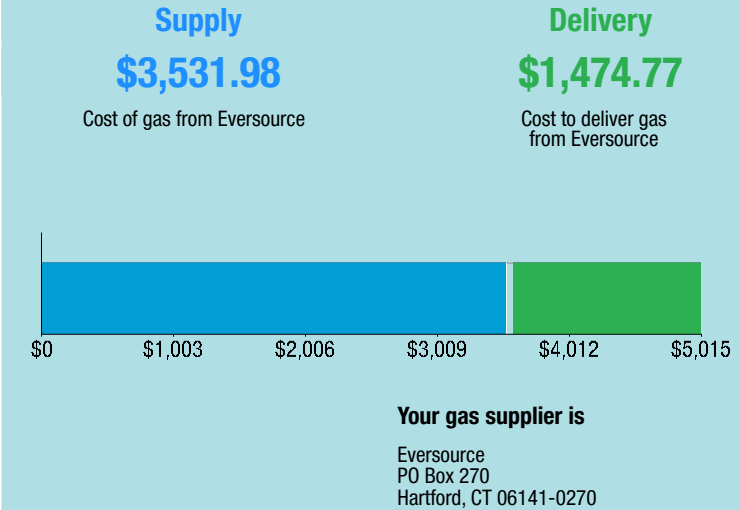 Supply
$3,531.98
Cost of gas from Eversource
Delivery
$1,474.77
Cost to deliver gas
from Eversource
$0 $1,003 $2,006 $3,009 $4,012 $5,015
Your gas supplier is
Eversource
PO Box 270
Hartford, CT 06141-0270